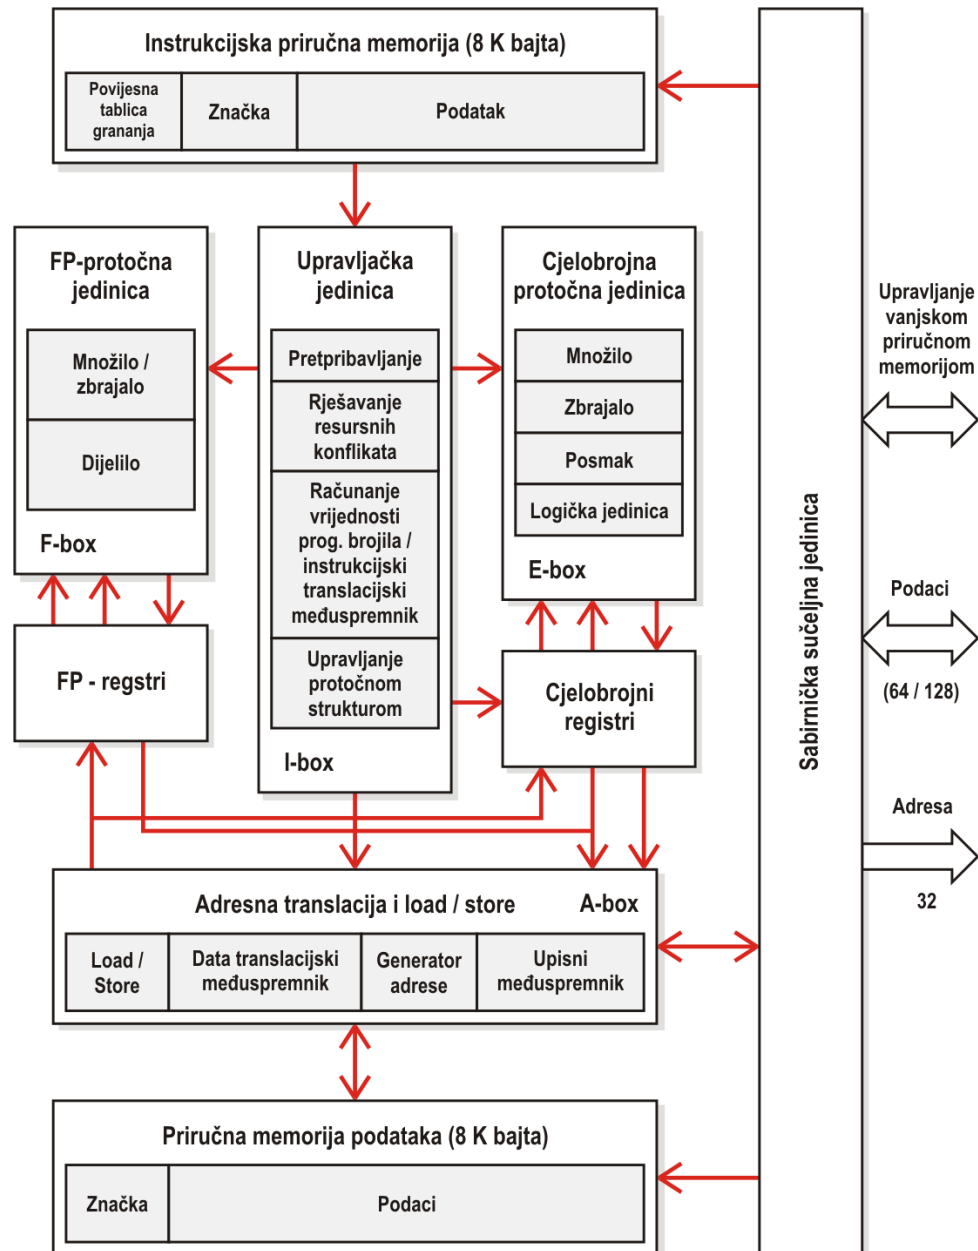 Instrukcijska priručna memorija (8 K bajta)
Povijesna
tablica
grananja
Značka
Podatak
FP-protočna
jedinica
Množilo /
zbrajalo
Dijelilo
F-box
Upravljačka
jedinica
Pretpribavljanje
Rješavanje
resursnih
konflikata
Računanje
vrijednosti
prog. brojila /
instrukcijski
translacijski
međuspremnik
Upravljanje
protočnom
strukturom
I-box
Cjelobrojna
protočna jedinica
Množilo
Zbrajalo
Posmak
Logička jedinica
E-box
FP - regstri
Cjelobrojni
registri
Adresna translacija i load / store
A-box
Load /
Store
Data translacijski
međuspremnik
Generator
adrese
Upisni
međuspremnik
Priručna memorija podataka (8 K bajta)
Značka
Podaci
Sabirnička sučeljna jedinica
Upravljanje
vanjskom
priručnom
memorijom
Podaci
(64 / 128)
Adresa
32